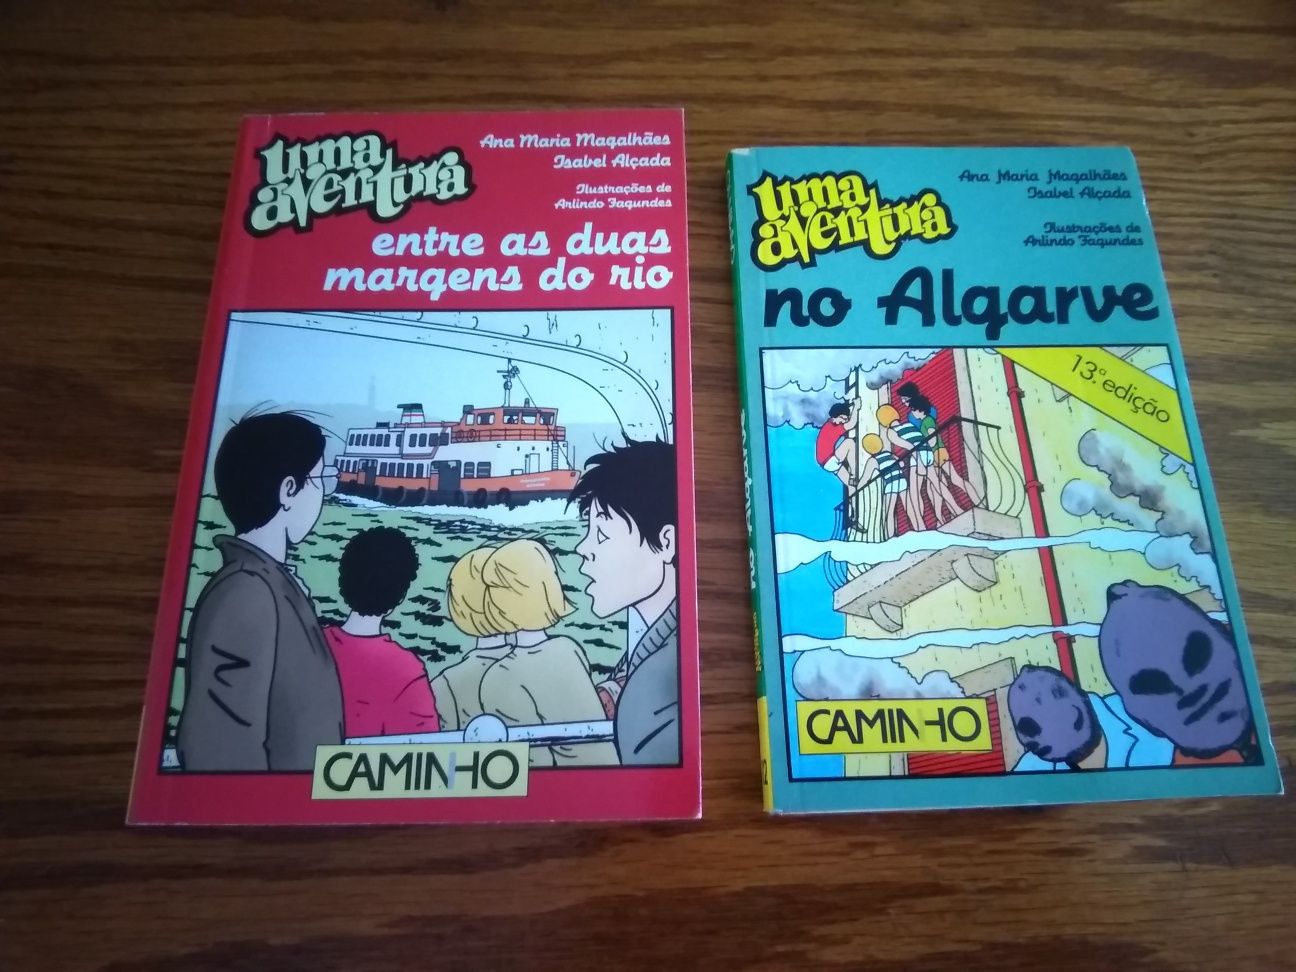 uma
aventura
Ana Maria Magalhães
Isabel Alçada
Ilustrações de
Arlindo Fagundes
entre as duas
margens do rio
CAMINHO
uma
aventura
Ana Maria Magalhães
Isabel Alçada
Ilustrações de
Arlindo Fagundes
no Algarve
13.ª edição
CAMINHO